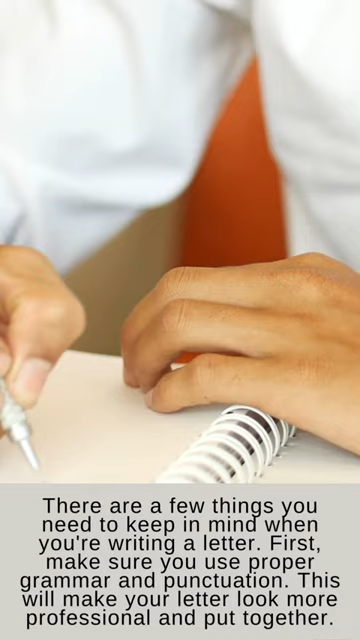 There are a few things you
need to keep in mind when
you're writing a letter. First,
make sure you use proper
grammar and punctuation. This
will make your letter look more
professional and put together.